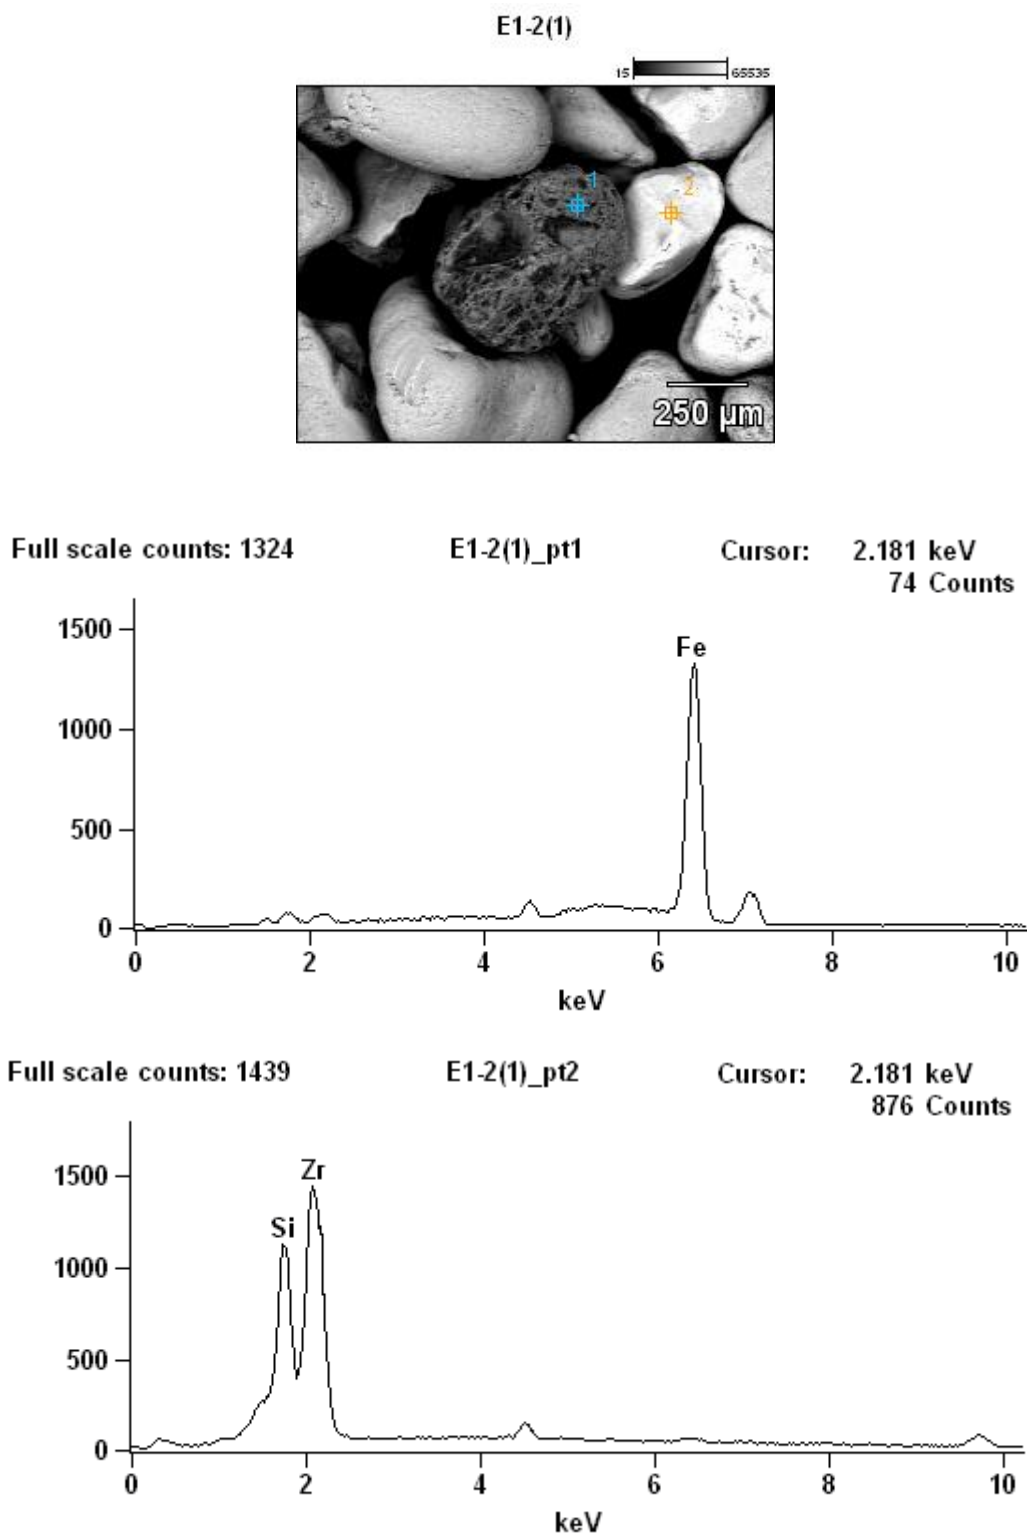 E1-2(1)
15 65535
1
2
250 µm
Full scale counts: 1324 E1-2(1)_pt1 Cursor: 2.181 keV
74 Counts
Fe
1500
1000
500
0
0 2 4 6 8 10
keV
Full scale counts: 1439 E1-2(1)_pt2 Cursor: 2.181 keV
876 Counts
Zr
Si
1500
1000
500
0
0 2 4 6 8 10
keV